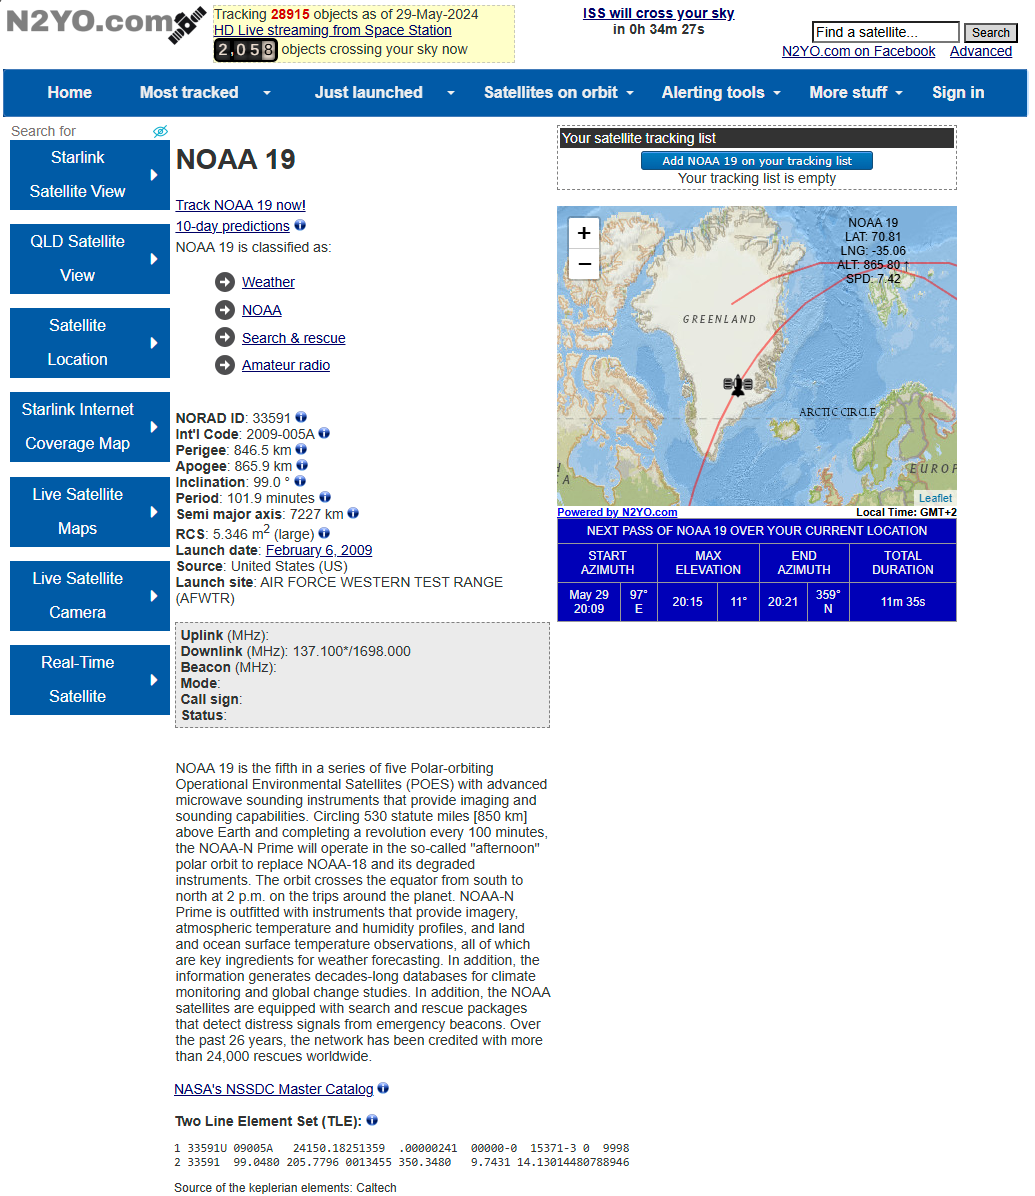 N2YO.com
Tracking 28915 objects as of 29-May-2024
HD Live streaming from Space Station
2,058 objects crossing your sky now
ISS will cross your sky
in 0h 34m 27s
Find a satellite... Search
N2YO.com on Facebook Advanced
Home Most tracked Just launched Satellites on orbit Alerting tools More stuff Sign in
Search for
Starlink
Satellite View
QLD Satellite
View
Satellite
Location
Starlink Internet
Coverage Map
Live Satellite
Maps
Live Satellite
Camera
Real-Time
Satellite
NOAA 19
Track NOAA 19 now!
10-day predictions
NOAA 19 is classified as:
Weather
NOAA
Search & rescue
Amateur radio
NORAD ID: 33591
Int'l Code: 2009-005A
Perigee: 846.5 km
Apogee: 865.9 km
Inclination: 99.0 °
Period: 101.9 minutes
Semi major axis: 7227 km
RCS: 5.346 m2 (large)
Launch date: February 6, 2009
Source: United States (US)
Launch site: AIR FORCE WESTERN TEST RANGE
(AFWTR)
Uplink (MHz):
Downlink (MHz): 137.100*/1698.000
Beacon (MHz):
Mode:
Call sign:
Status:
NOAA 19 is the fifth in a series of five Polar-orbiting
Operational Environmental Satellites (POES) with advanced
microwave sounding instruments that provide imaging and
sounding capabilities. Circling 530 statute miles [850 km]
above Earth and completing a revolution every 100 minutes,
the NOAA-N Prime will operate in the so-called "afternoon"
polar orbit to replace NOAA-18 and its degraded
instruments. The orbit crosses the equator from south to
north at 2 p.m. on the trips around the planet. NOAA-N
Prime is outfitted with instruments that provide imagery,
atmospheric temperature and humidity profiles, and land
and ocean surface temperature observations, all of which
are key ingredients for weather forecasting. In addition, the
information generates decades-long databases for climate
monitoring and global change studies. In addition, the NOAA
satellites are equipped with search and rescue packages
that detect distress signals from emergency beacons. Over
the past 26 years, the network has been credited with more
than 24,000 rescues worldwide.
NASA's NSSDC Master Catalog
Two Line Element Set (TLE):
1 33591U 09005A   24150.18251359  .00000241  00000-0  15371-3 0  9998
2 33591  99.0480 205.7796 0013455 350.3480   9.7431 14.13014480788946
Source of the keplerian elements: Caltech
Your satellite tracking list
Add NOAA 19 on your tracking list
Your tracking list is empty
+
−
NOAA 19
LAT: 70.81
LNG: -35.06
ALT: 865.80 ↑
SPD: 7.42
GREENLAND
ARCTIC CIRCLE
EUROP
A
Leaflet
Powered by N2YO.com Local Time: GMT+2
NEXT PASS OF NOAA 19 OVER YOUR CURRENT LOCATION
START AZIMUTH MAX ELEVATION END AZIMUTH TOTAL DURATION
May 29 20:09 97° E 20:15 11° 20:21 359° N 11m 35s